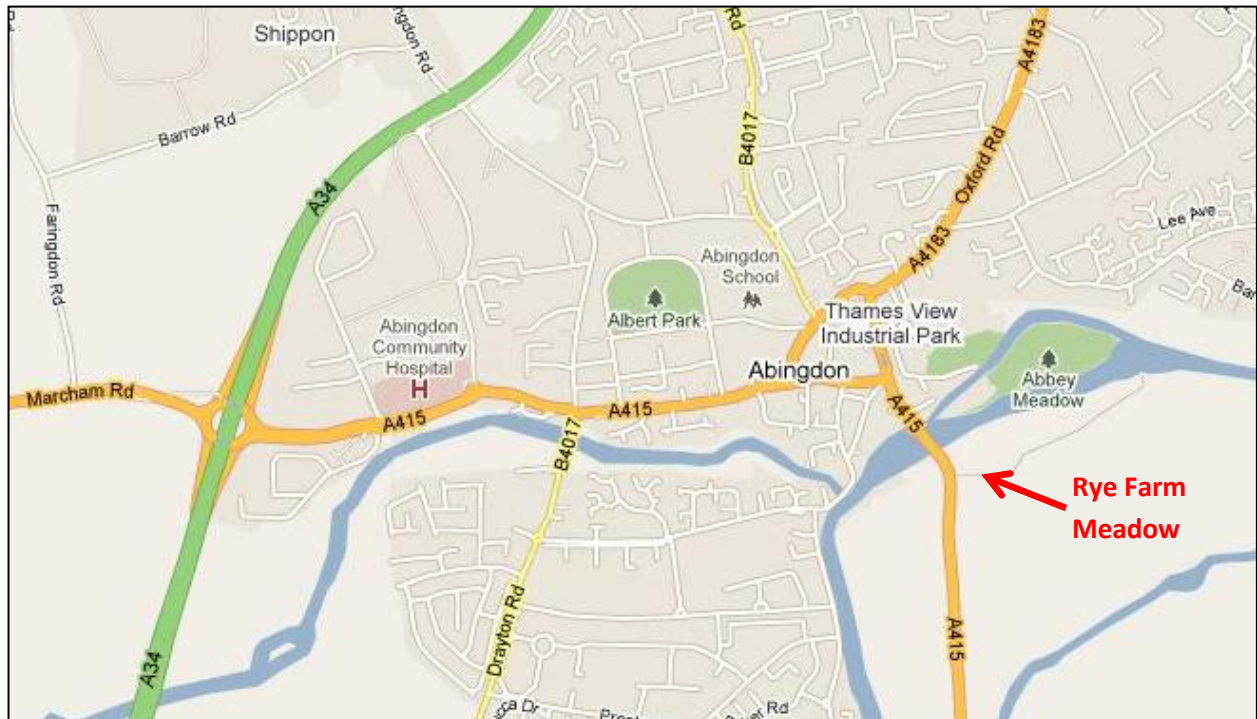 Shippon
ringdon Rd
Barrow Rd
Faringdon Rd
A34
A34
Marcham Rd
Abingdon
Community
Hospital
H
A415
A415
B4017
Drayton Rd
Albert Park
Abingdon
School
Rd
B4017
A4183
Oxford Rd
A4183
Lee Ave
Thames View
Industrial Park
Abingdon
Abbey
Meadow
A415
A415
Rye Farm
Meadow